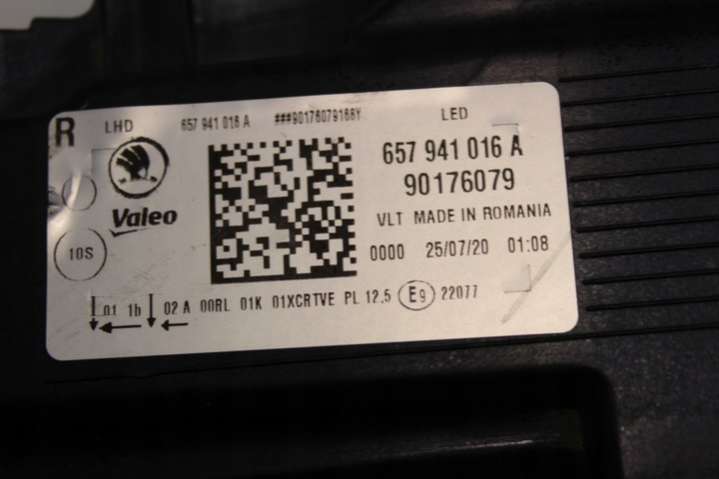 R LHD 657 941 016 A ###90176079168Y LED
657 941 016 A
90176079
Valeo
VLT MADE IN ROMANIA
10S
0000 25/07/20 01:08
01 1b 02 A 00RL 01K 01XCRTVE PL 12.5 E9 22077